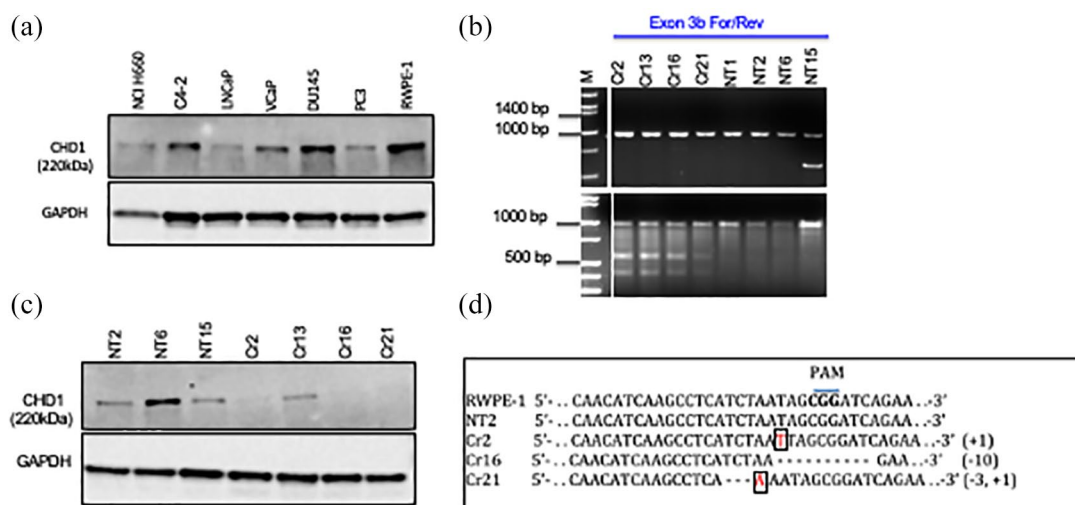 (a)
NCI H660 C4-2 LNCaP VCaP DU145 PC3 RWPE-1
CHD1
(220kDa)
GAPDH
(b)
Exon 3b For/Rev
M Cr2 Cr13 Cr16 Cr21 NT1 NT2 NT6 NT15
1400 bp
1000 bp
1000 bp
500 bp
(c)
NT2 NT6 NT15 Cr2 Cr13 Cr16 Cr21
CHD1
(220kDa)
GAPDH
(d)
PAM
RWPE-1 5'-..CAACATCAAGCCTCATCTAATAGCGGATCAGAA..-3'
NT2 5'-..CAACATCAAGCCTCATCTAATAGCGGATCAGAA..-3'
Cr2 5'-..CAACATCAAGCCTCATCTAATTAGCGGATCAGAA..-3' (+1)
Cr16 5'-..CAACATCAAGCCTCATCTAA----------GAA..-3' (-10)
Cr21 5'-..CAACATCAAGCCTCA---AAATAGCGGATCAGAA..-3' (-3, +1)